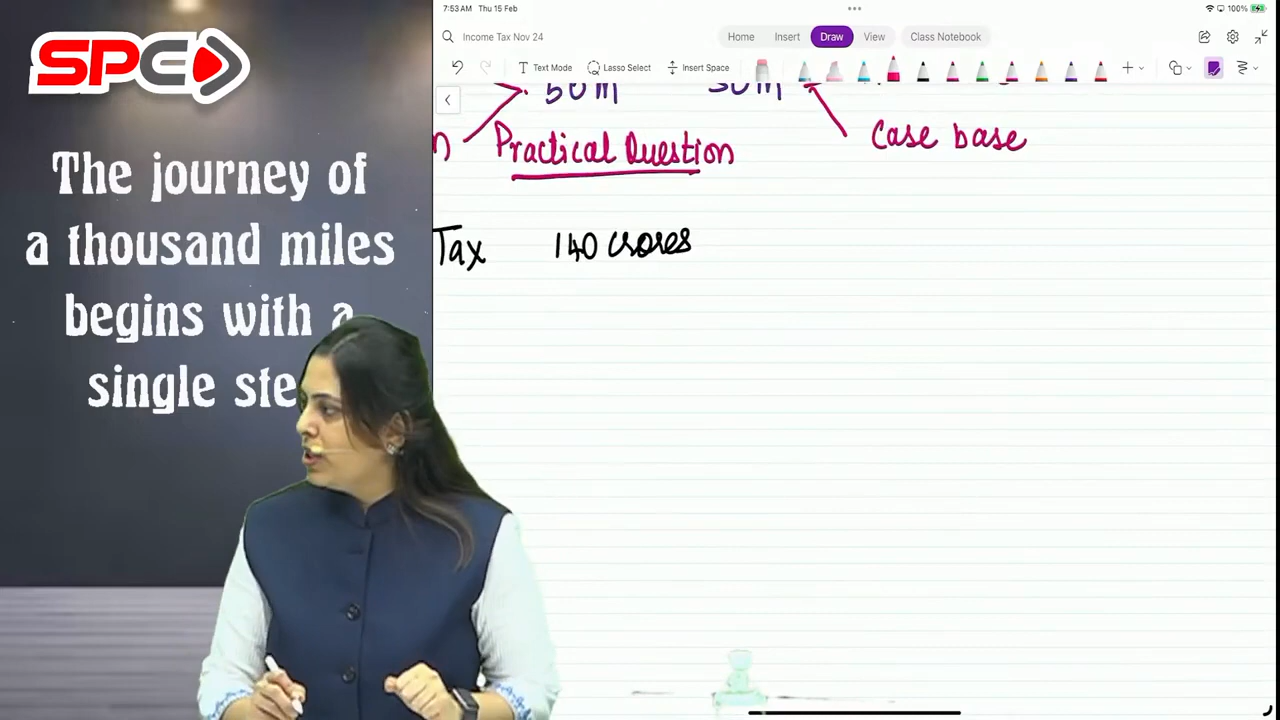 7:53 AM Thu 15 Feb
100%
SPED
Income Tax Nov 24
Home Insert Draw View Class Notebook
Text Mode Lasso Select Insert Space
The journey of
a thousand miles
begins with a
single ste
50m 30m
Practical Question
Case base
Tax 140 crores